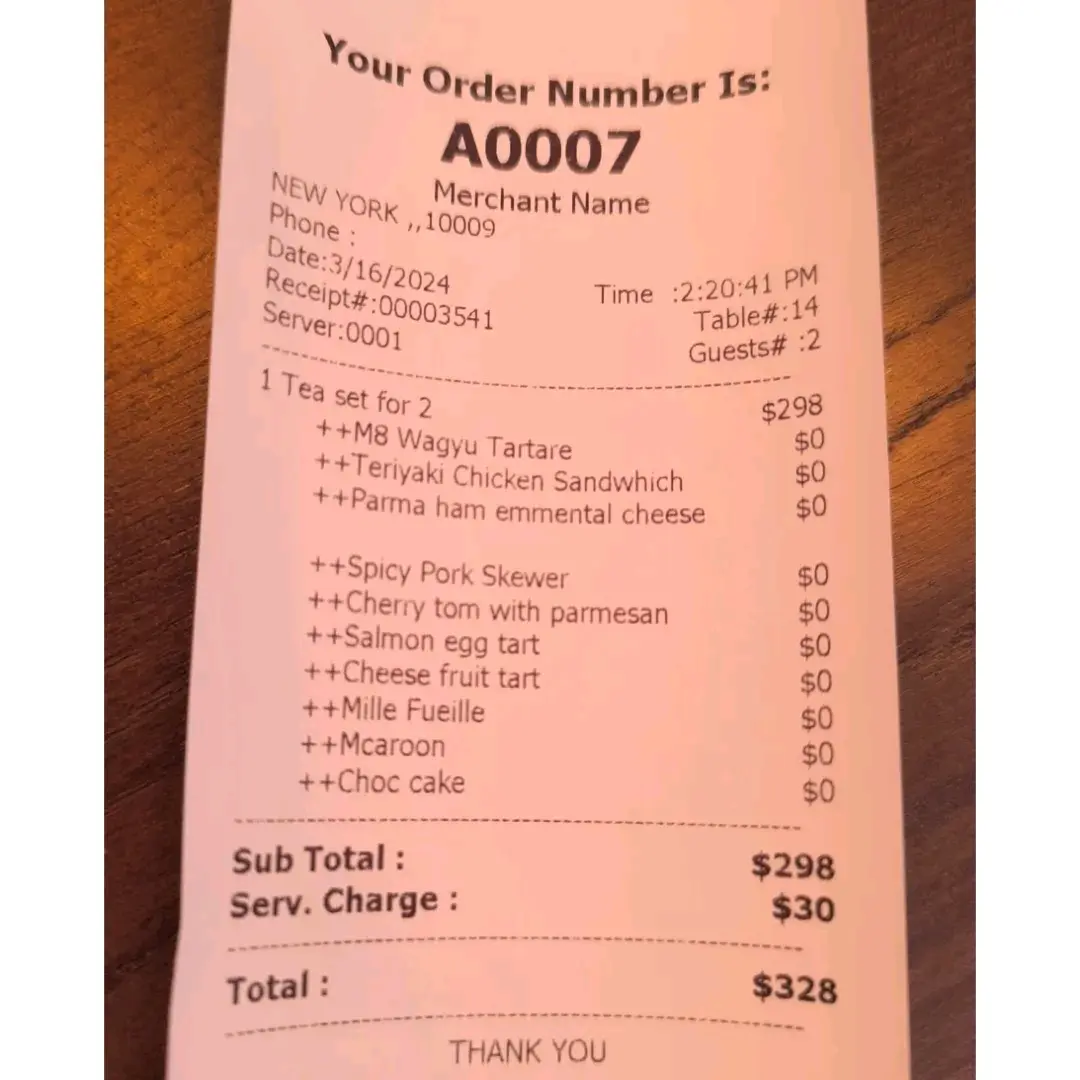 Your Order Number Is:
A0007
Merchant Name
NEW YORK ,,10009
Phone :
Date:3/16/2024 Time :2:20:41 PM
Receipt#:00003541 Table#:14
Server:0001 Guests# :2
1 Tea set for 2 $298
++M8 Wagyu Tartare $0
++Teriyaki Chicken Sandwhich $0
++Parma ham emmental cheese $0
++Spicy Pork Skewer $0
++Cherry tom with parmesan $0
++Salmon egg tart $0
++Cheese fruit tart $0
++Mille Fueille $0
++Mcaroon $0
++Choc cake $0
Sub Total : $298
Serv. Charge : $30
Total : $328
THANK YOU